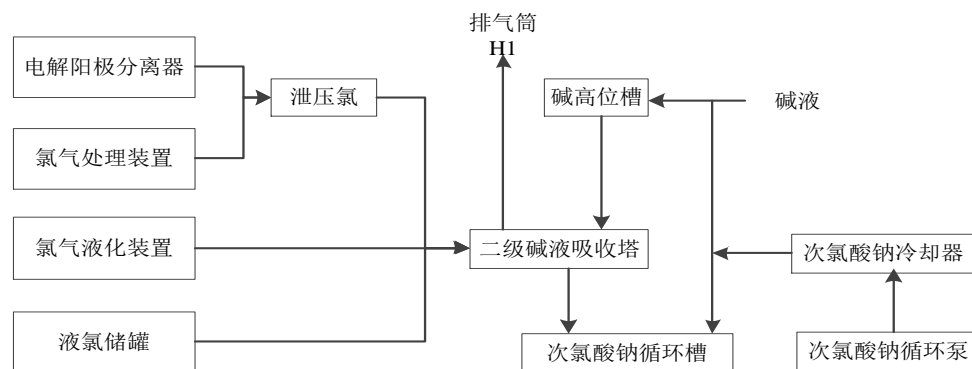 排气筒
H1
电解阳极分离器
泄压氯
碱高位槽
碱液
氯气处理装置
氯气液化装置
二级碱液吸收塔
次氯酸钠冷却器
液氯储罐
次氯酸钠循环槽
次氯酸钠循环泵